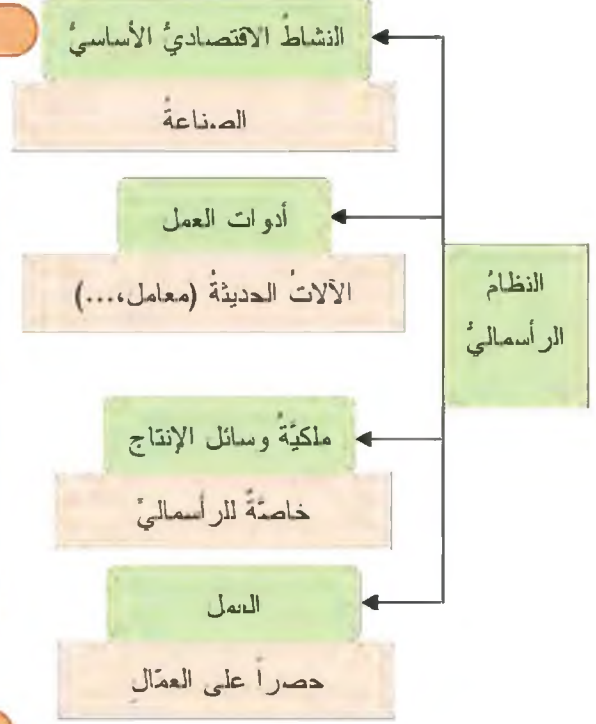 النشاطُ الاقتصاديُّ الأساسيُّ
الصناعةُ
أدوات العمل
الآلاتُ الحديثةُ (معامل،...)
النظامُ
الرأسماليُّ
ملكيَّةُ وسائل الإنتاج
خاصَّةٌ للرأسماليِّ
العمل
حصراً على العمّالِ